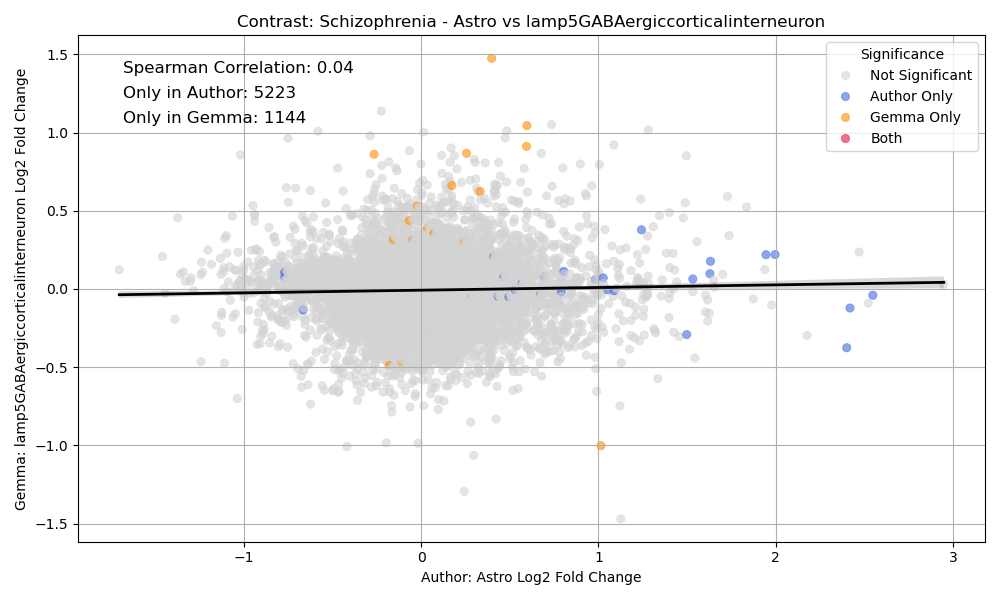 Contrast: Schizophrenia - Astro vs lamp5GABAergiccorticalinterneuron
Spearman Correlation: 0.04
Only in Author: 5223
Only in Gemma: 1144
Significance
Not Significant
Author Only
Gemma Only
Both
Gemma: lamp5GABAergiccorticalinterneuron Log2 Fold Change
1.5
1.0
0.5
0.0
−0.5
−1.0
−1.5
−1
0
1
2
3
Author: Astro Log2 Fold Change